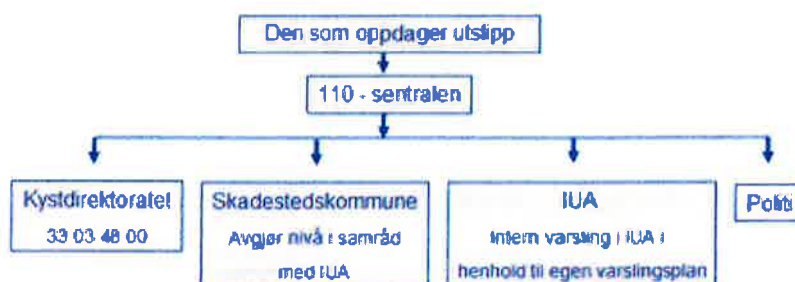 Den som oppdager utslipp
110 - sentralen
Kystdirektoratet
33 03 48 00
Skadestedskommune
Avgjør nivå i samråd
med IUA
IUA
Intern varsling i IUA i
henhold til egen varslingsplan
Politi